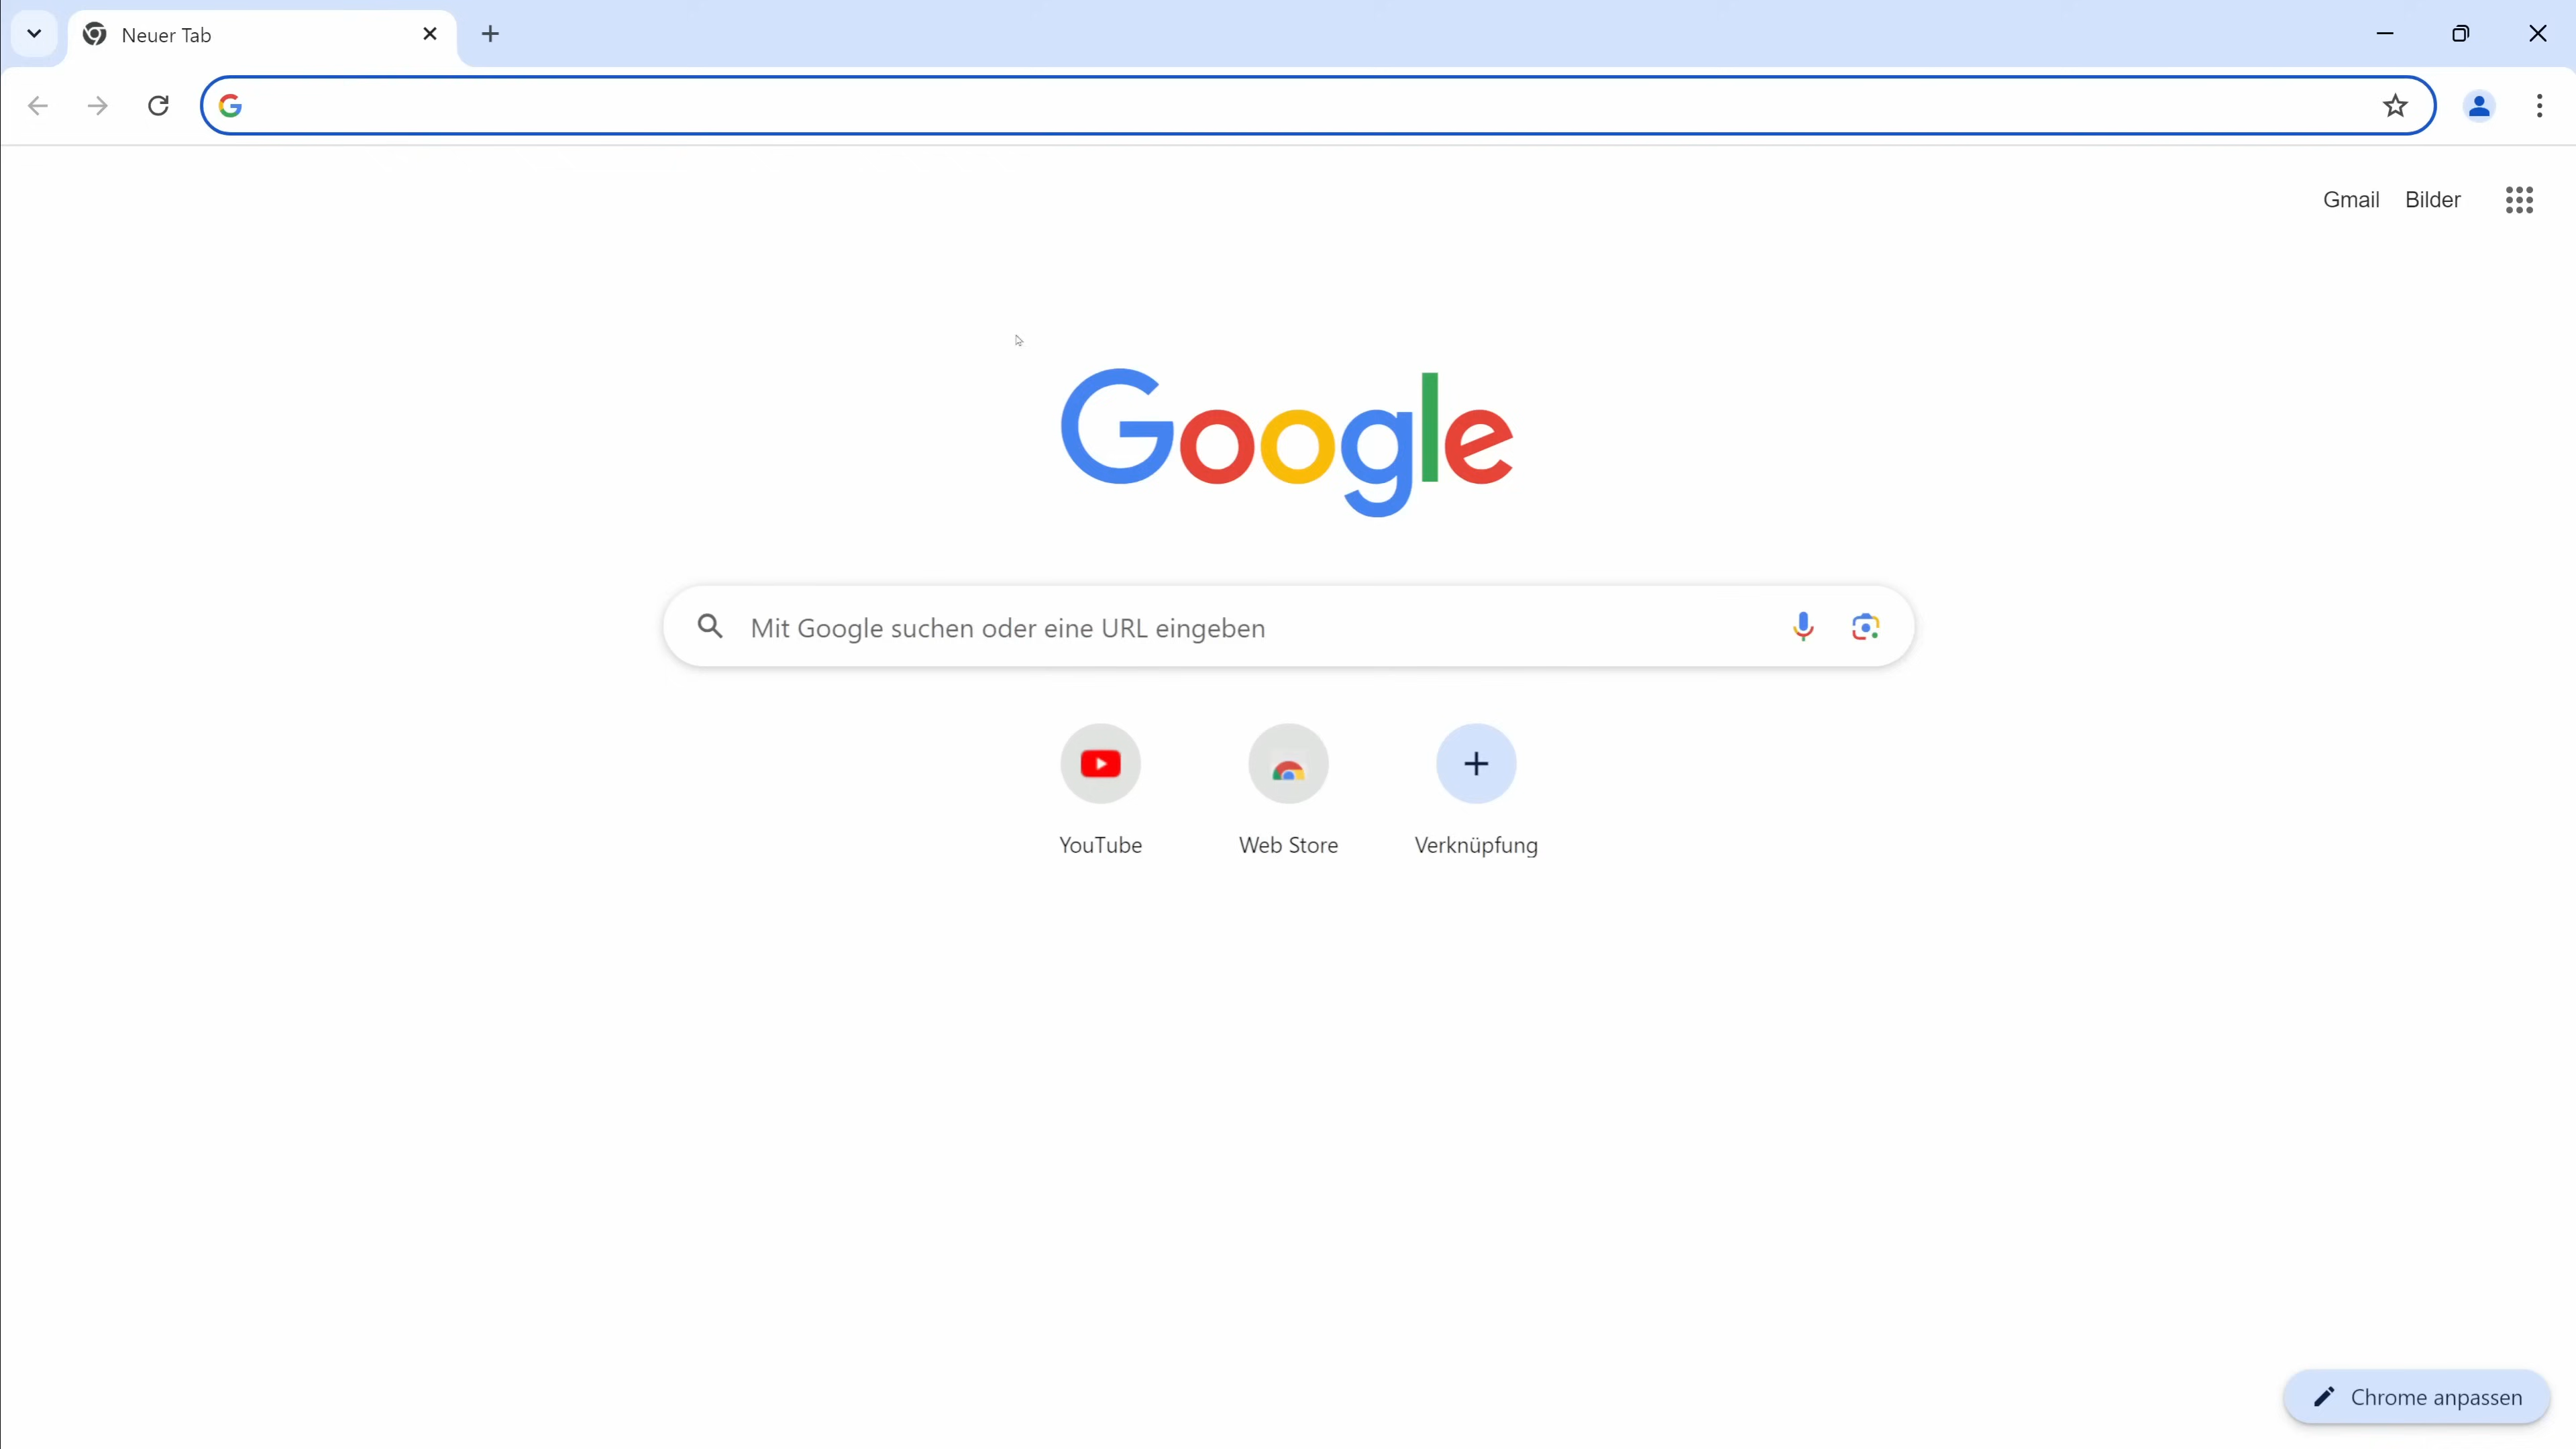 Neuer Tab
Gmail Bilder
Google
Mit Google suchen oder eine URL eingeben
YouTube Web Store Verknüpfung
Chrome anpassen